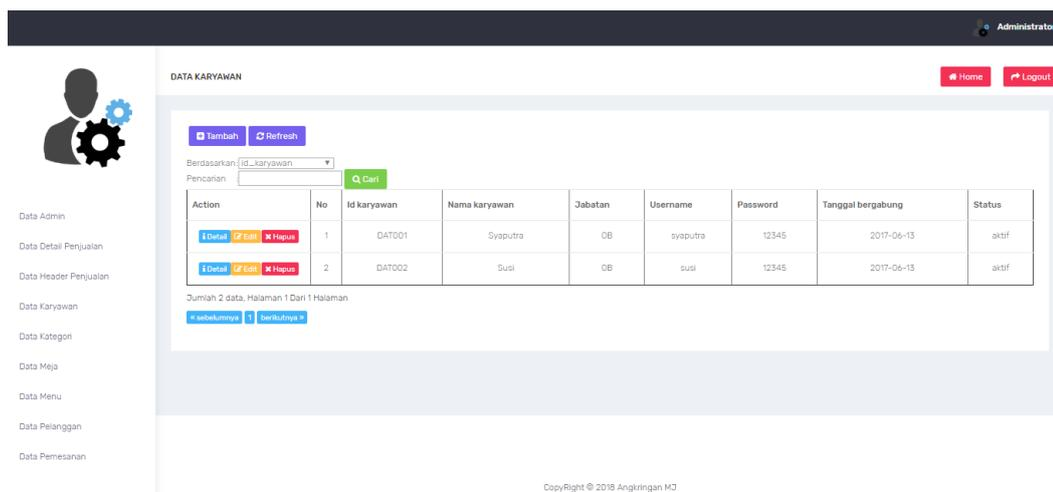 Administrator
DATA KARYAWAN
Home Logout
Tambah Refresh
Berdasarkan: id_karyawan
Pencarian : Cari
Action No Id karyawan Nama karyawan Jabatan Username Password Tanggal bergabung Status
Detail Edit Hapus 1 DAT001 Syaputra OB syaputra 12345 2017-06-13 aktif
Detail Edit Hapus 2 DAT002 Susi OB susi 12345 2017-06-13 aktif
Jumlah 2 data, Halaman 1 Dari 1 Halaman
« sebelumnya 1 berikutnya »
Data Admin
Data Detail Penjualan
Data Header Penjualan
Data Karyawan
Data Kategori
Data Meja
Data Menu
Data Pelanggan
Data Pemesanan
CopyRight © 2018 Angkringan MJ